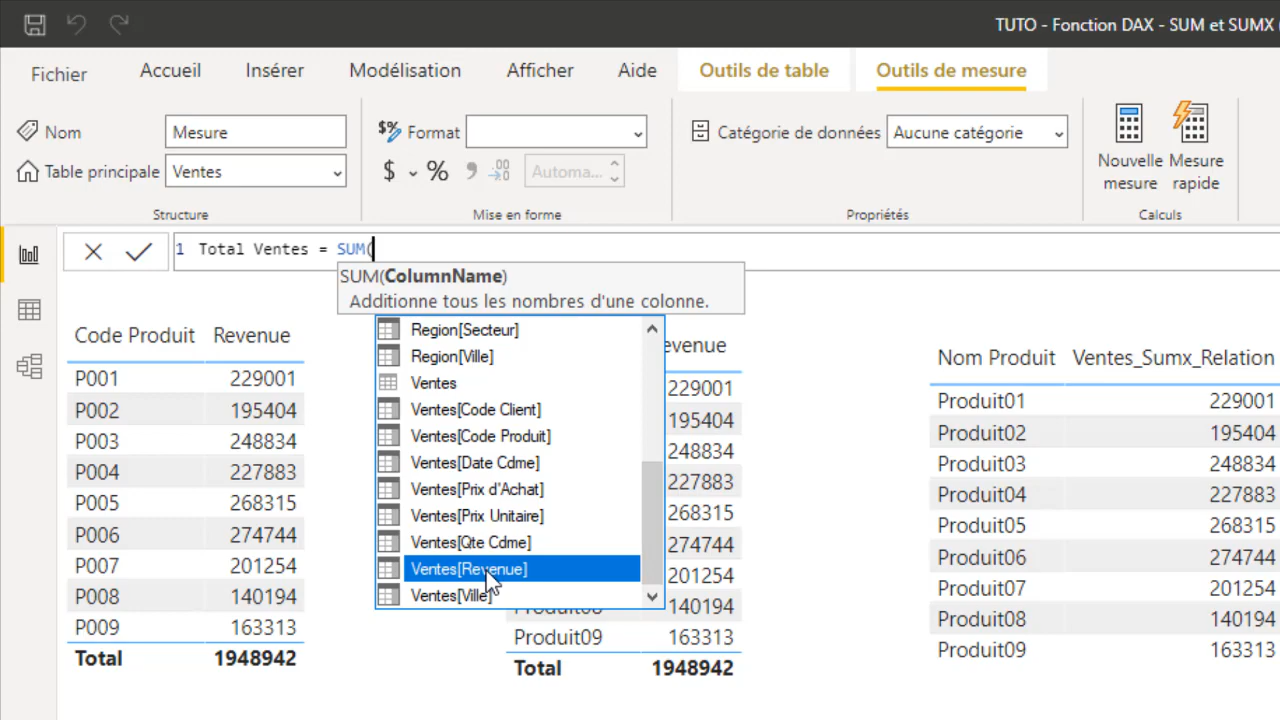 TUTO - Fonction DAX - SUM et SUMX (
Fichier Accueil Insérer Modélisation Afficher Aide Outils de table Outils de mesure
Nom Mesure
Table principale Ventes
Structure
$% Format
$ % Automa...
Mise en forme
Catégorie de données Aucune catégorie
Propriétés
Nouvelle mesure
Mesure rapide
Calculs
1 Total Ventes = SUM(
SUM(ColumnName)
Additionne tous les nombres d'une colonne.
Region[Secteur]
Region[Ville]
Ventes
Ventes[Code Client]
Ventes[Code Produit]
Ventes[Date Cdme]
Ventes[Prix d'Achat]
Ventes[Prix Unitaire]
Ventes[Qte Cdme]
Ventes[Revenue]
Ventes[Ville]
Code Produit Revenue
P001 229001
P002 195404
P003 248834
P004 227883
P005 268315
P006 274744
P007 201254
P008 140194
P009 163313
Total 1948942
evenue
229001
195404
248834
227883
268315
274744
201254
Produit08 140194
Produit09 163313
Total 1948942
Nom Produit Ventes_Sumx_Relation
Produit01 229001
Produit02 195404
Produit03 248834
Produit04 227883
Produit05 268315
Produit06 274744
Produit07 201254
Produit08 140194
Produit09 163313